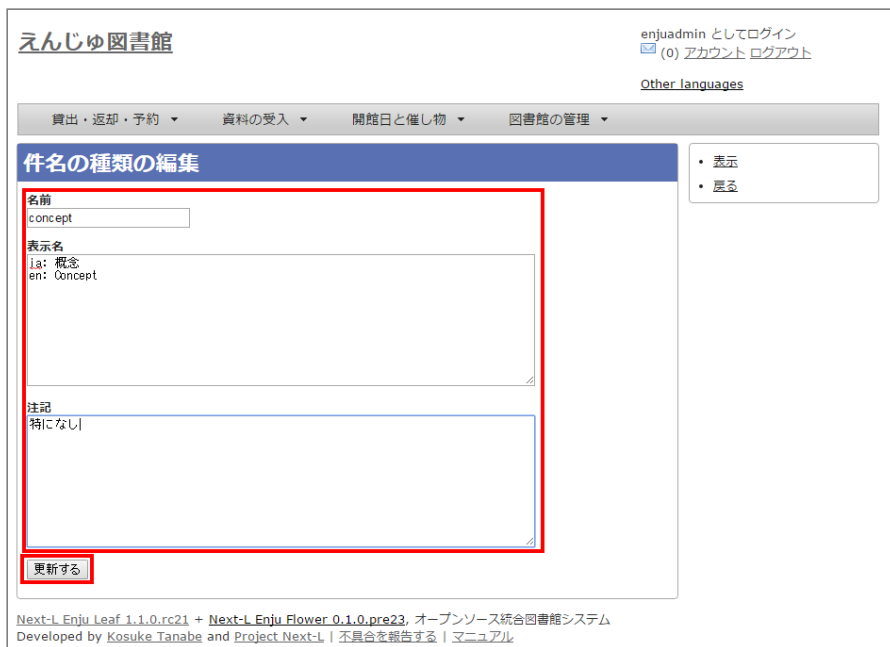 えんじゅ図書館
enjuadmin としてログイン
(0) アカウント ログアウト
Other languages
貸出・返却・予約 ▼ 資料の受入 ▼ 開館日と催し物 ▼ 図書館の管理 ▼
件名の種類の編集
• 表示
• 戻る
名前
concept
表示名
ja: 概念
en: Concept
注記
特になし
更新する
Next-L Enju Leaf 1.1.0.rc21 + Next-L Enju Flower 0.1.0.pre23, オープンソース統合図書館システム
Developed by Kosuke Tanabe and Project Next-L | 不具合を報告する | マニュアル